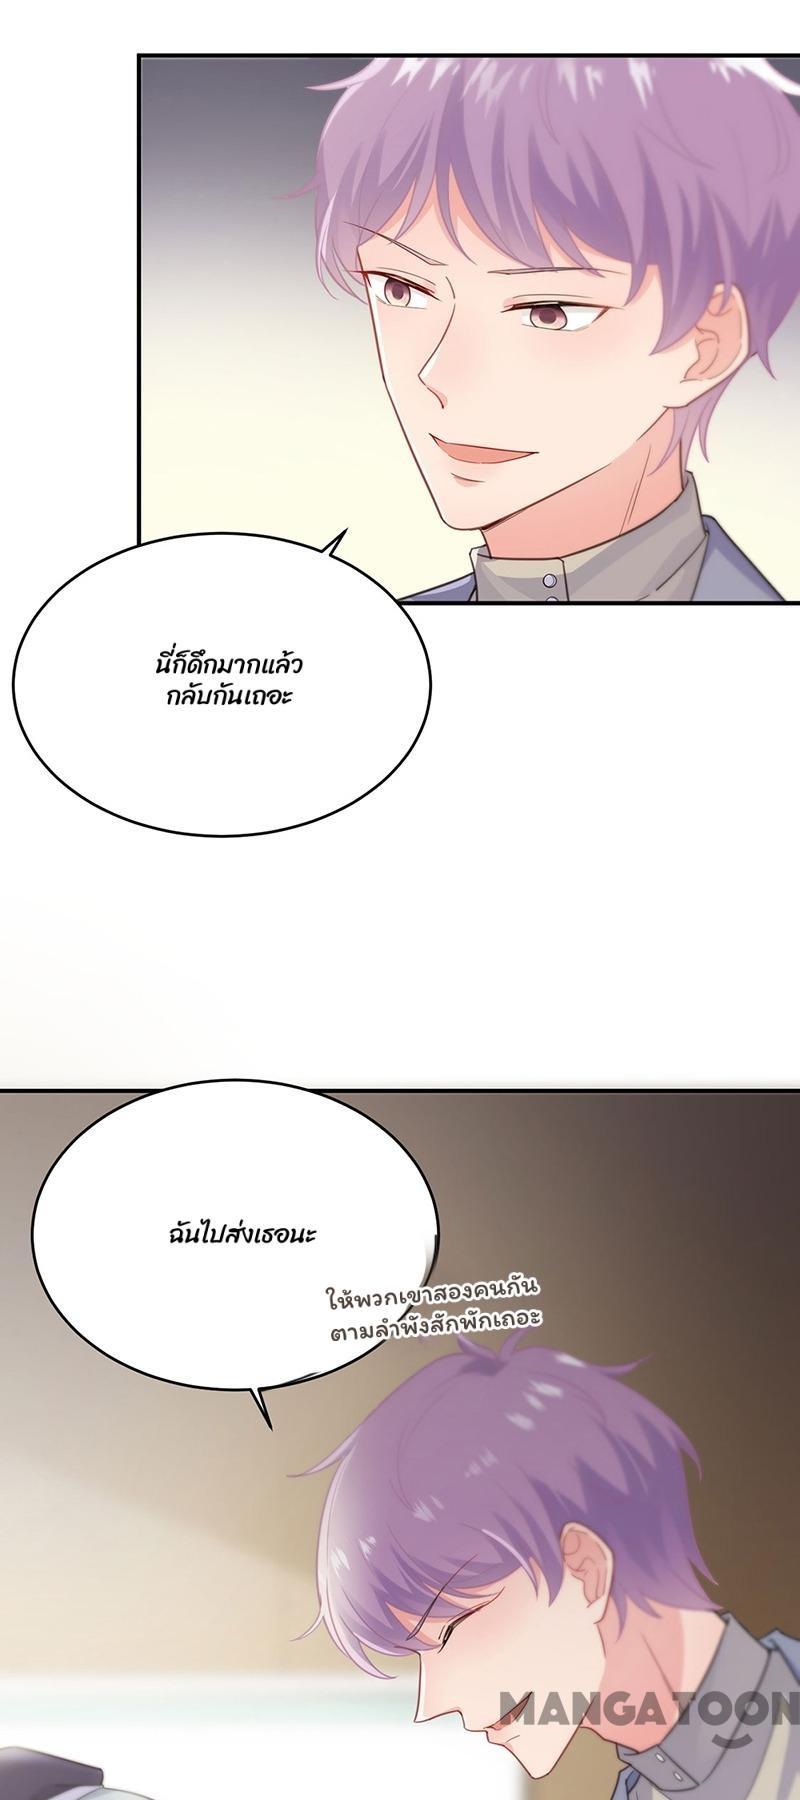 นี่ก็ดึกมากแล้ว
กลับกันเถอะ
ฉันไปส่งเธอนะ
ให้พวกเขาสองคนกัน
ตามลำพังสักพักเถอะ
MANGATOON